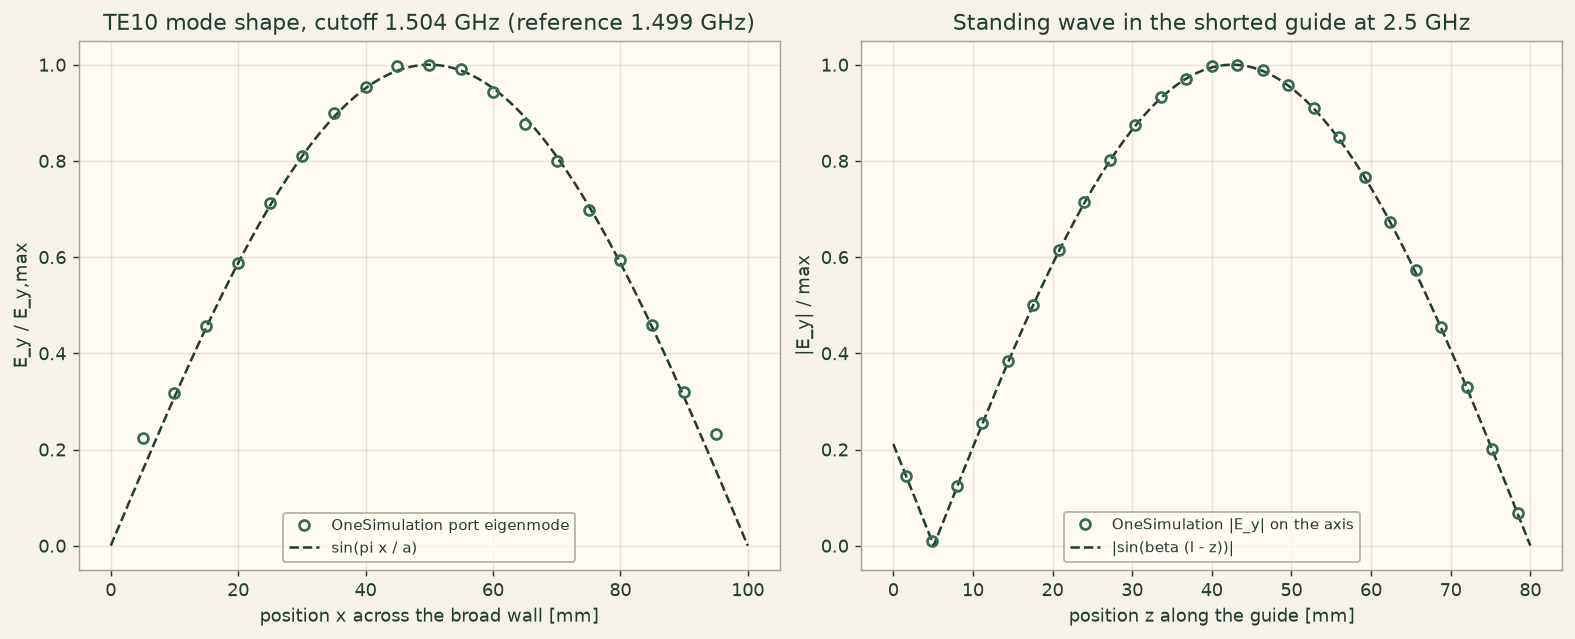 TE10 mode shape, cutoff 1.504 GHz (reference 1.499 GHz)
E_y / E_y,max
1.0
0.8
0.6
0.4
0.2
0.0
OneSimulation port eigenmode
sin(pi x / a)
0 20 40 60 80 100
position x across the broad wall [mm]
Standing wave in the shorted guide at 2.5 GHz
|E_y| / max
1.0
0.8
0.6
0.4
0.2
0.0
OneSimulation |E_y| on the axis
|sin(beta (l - z))|
0 10 20 30 40 50 60 70 80
position z along the guide [mm]